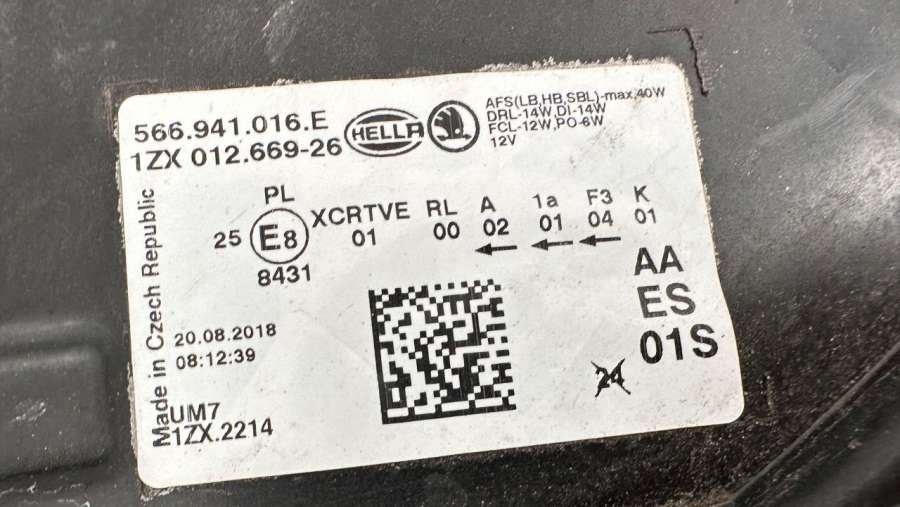 566.941.016.E
1ZX 012.669-26
HELLA
AFS(LB,HB,SBL)-max,40W
DRL-14W,DI-14W
FCL-12W,PO-6W
12V
PL
25 E8
8431
XCRTVE RL A 1a F3 K
01 00 02 01 04 01
AA
ES
01S
24
Made in Czech Republic
20.08.2018
08:12:39
UM7
1ZX.2214